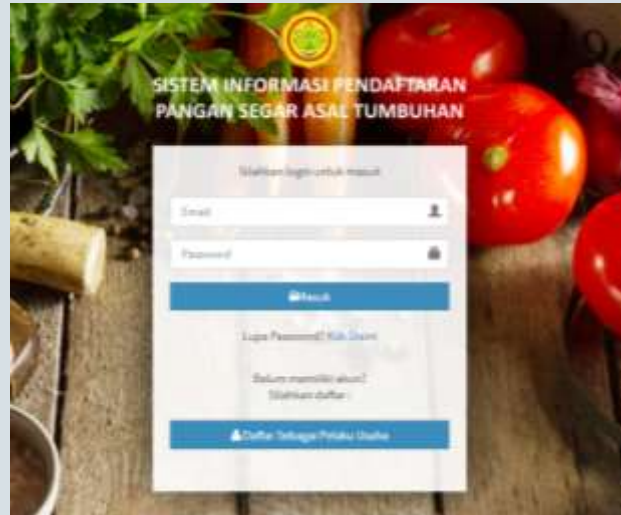 SISTEM INFORMASI PENDAFTARAN
PANGAN SEGAR ASAL TUMBUHAN
Silahkan login untuk masuk
Email
Password
Masuk
Lupa Password? Klik Disini
Belum memiliki akun?
Silahkan daftar :
Daftar Sebagai Pelaku Usaha